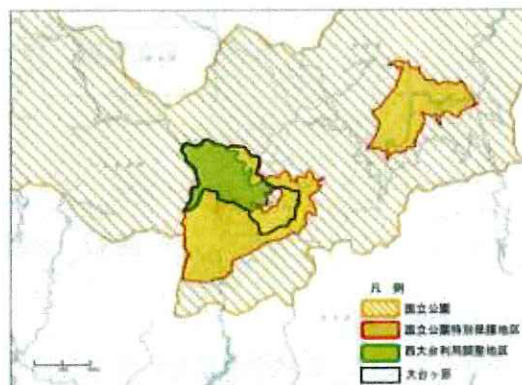 凡 例
国立公園
国立公園特別保護地区
西大台利用調整地区
大台ヶ原